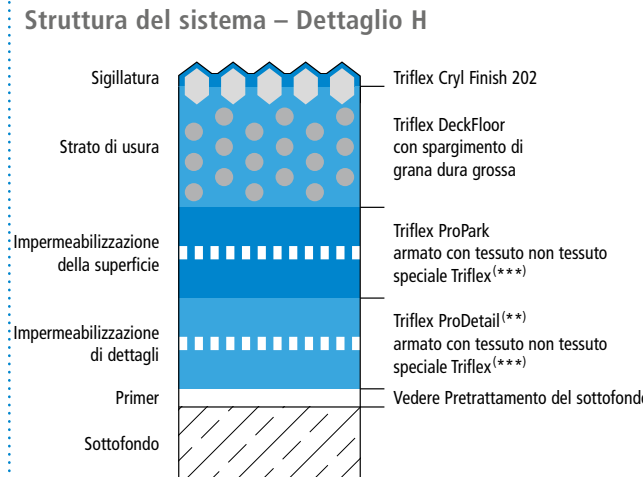 Struttura del sistema – Dettaglio H
Sigillatura
Triflex Cryl Finish 202
Strato di usura
Triflex DeckFloor
con spargimento di
grana dura grossa
Impermeabilizzazione
della superficie
Triflex ProPark
armato con tessuto non tessuto
speciale Triflex(***)
Impermeabilizzazione
di dettagli
Triflex ProDetail(**)
armato con tessuto non tessuto
speciale Triflex(***)
Primer
Vedere Pretrattamento del sottofondo
Sottofondo